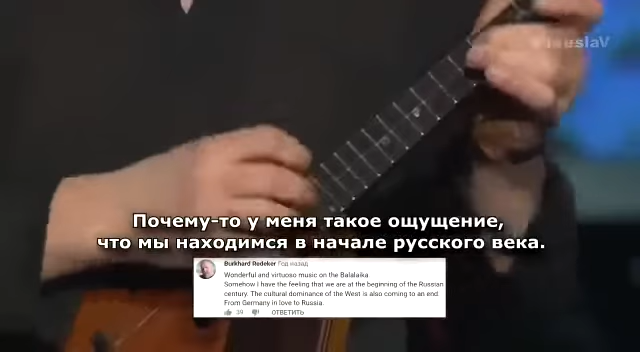 Почему-то у меня такое ощущение,
что мы находимся в начале русского века.
Burkhard Redeker Год назад
Wonderful and virtuoso music on the Balalaika
Somehow I have the feeling that we are at the beginning of the Russian
century. The cultural dominance of the West is also coming to an end.
From Germany in love to Russia.
39 ОТВЕТИТЬ